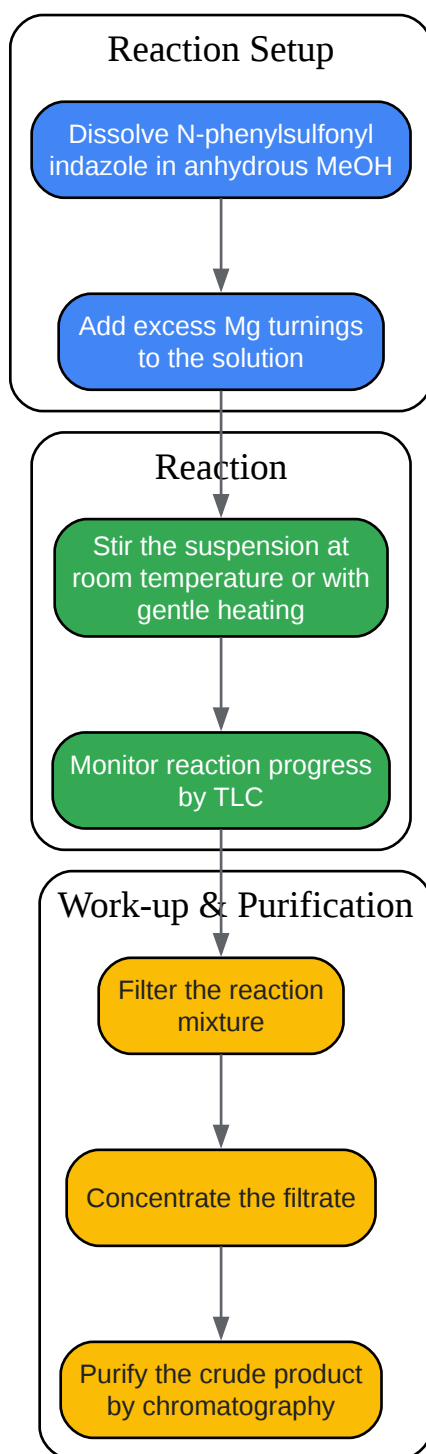 Reaction Setup
Dissolve N-phenylsulfonyl
indazole in anhydrous MeOH
Add excess Mg turnings
to the solution
Reaction
Stir the suspension at
room temperature or with
gentle heating
Monitor reaction progress
by TLC
Work-up & Purification
Filter the reaction
mixture
Concentrate the filtrate
Purify the crude product
by chromatography